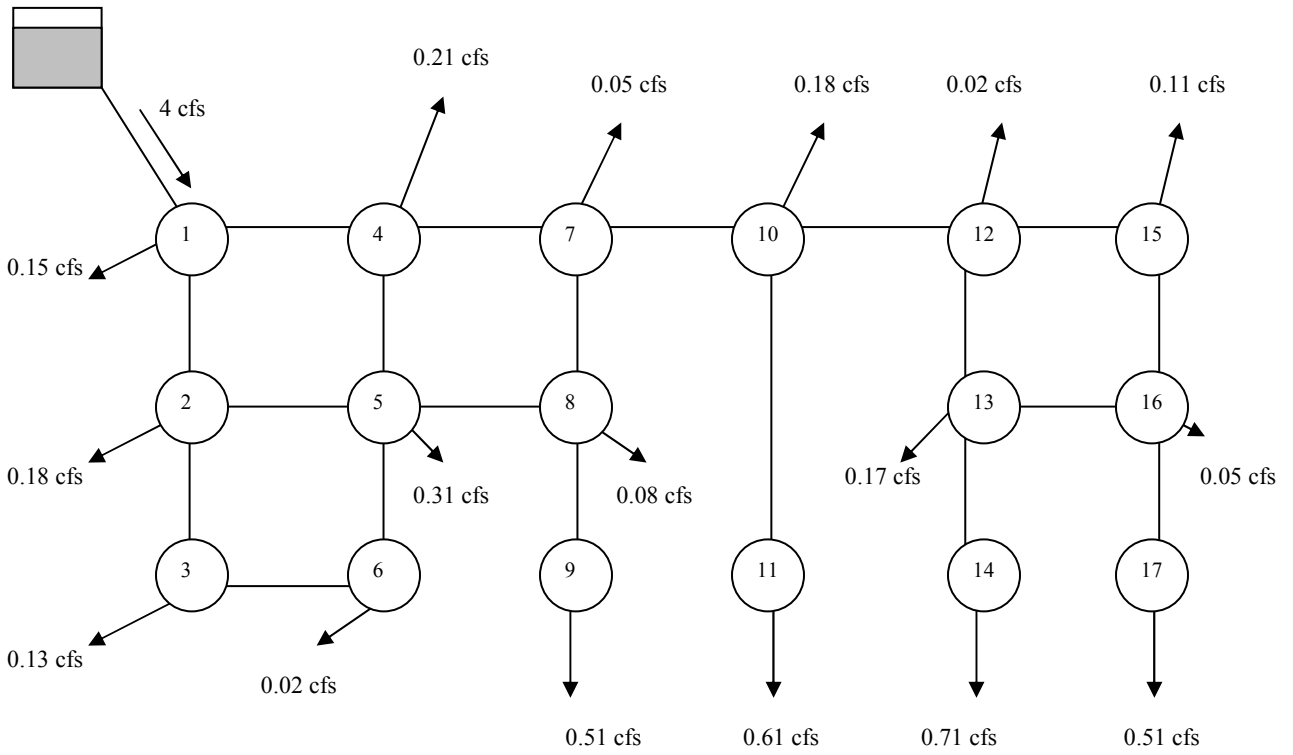 0.21 cfs
0.05 cfs
0.18 cfs
0.02 cfs
0.11 cfs
4 cfs
1
4
7
10
12
15
0.15 cfs
2
5
8
13
16
0.18 cfs
0.31 cfs
0.08 cfs
0.17 cfs
0.05 cfs
3
6
9
11
14
17
0.13 cfs
0.02 cfs
0.51 cfs
0.61 cfs
0.71 cfs
0.51 cfs